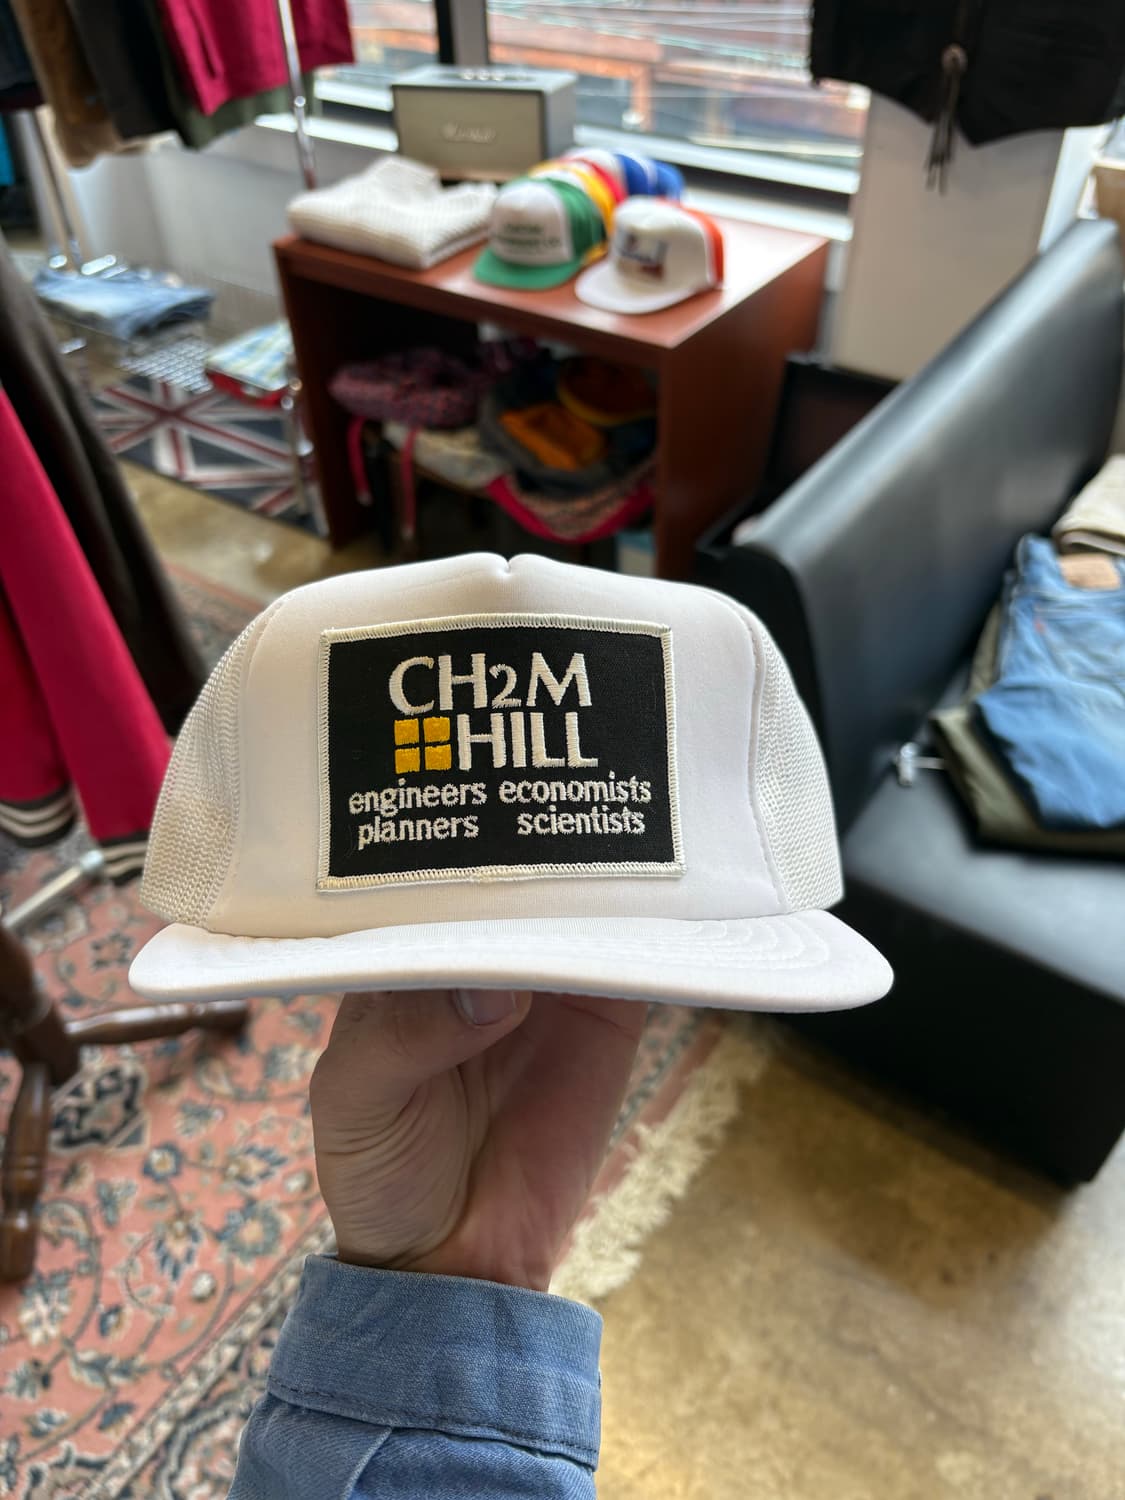 CH2M
HILL
engineers economists
planners scientists